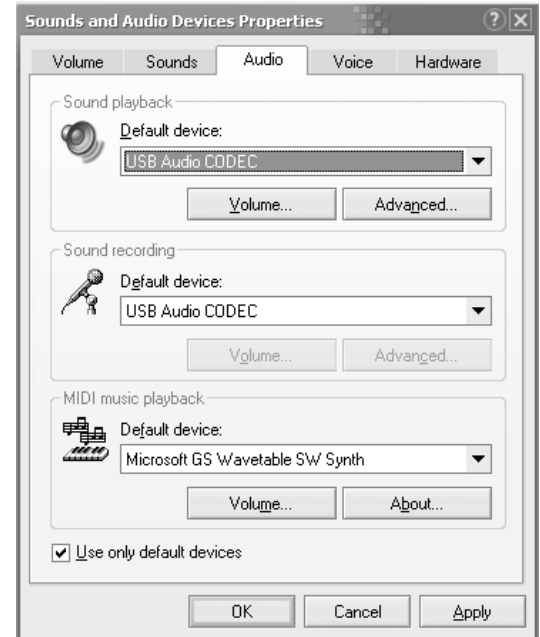 Sounds and Audio Devices Properties
Volume Sounds Audio Voice Hardware
Sound playback
Default device:
USB Audio CODEC
Volume... Advanced...
Sound recording
Default device:
USB Audio CODEC
Volume... Advanced...
MIDI music playback
Default device:
Microsoft GS Wavetable SW Synth
Volume... About...
Use only default devices
OK Cancel Apply